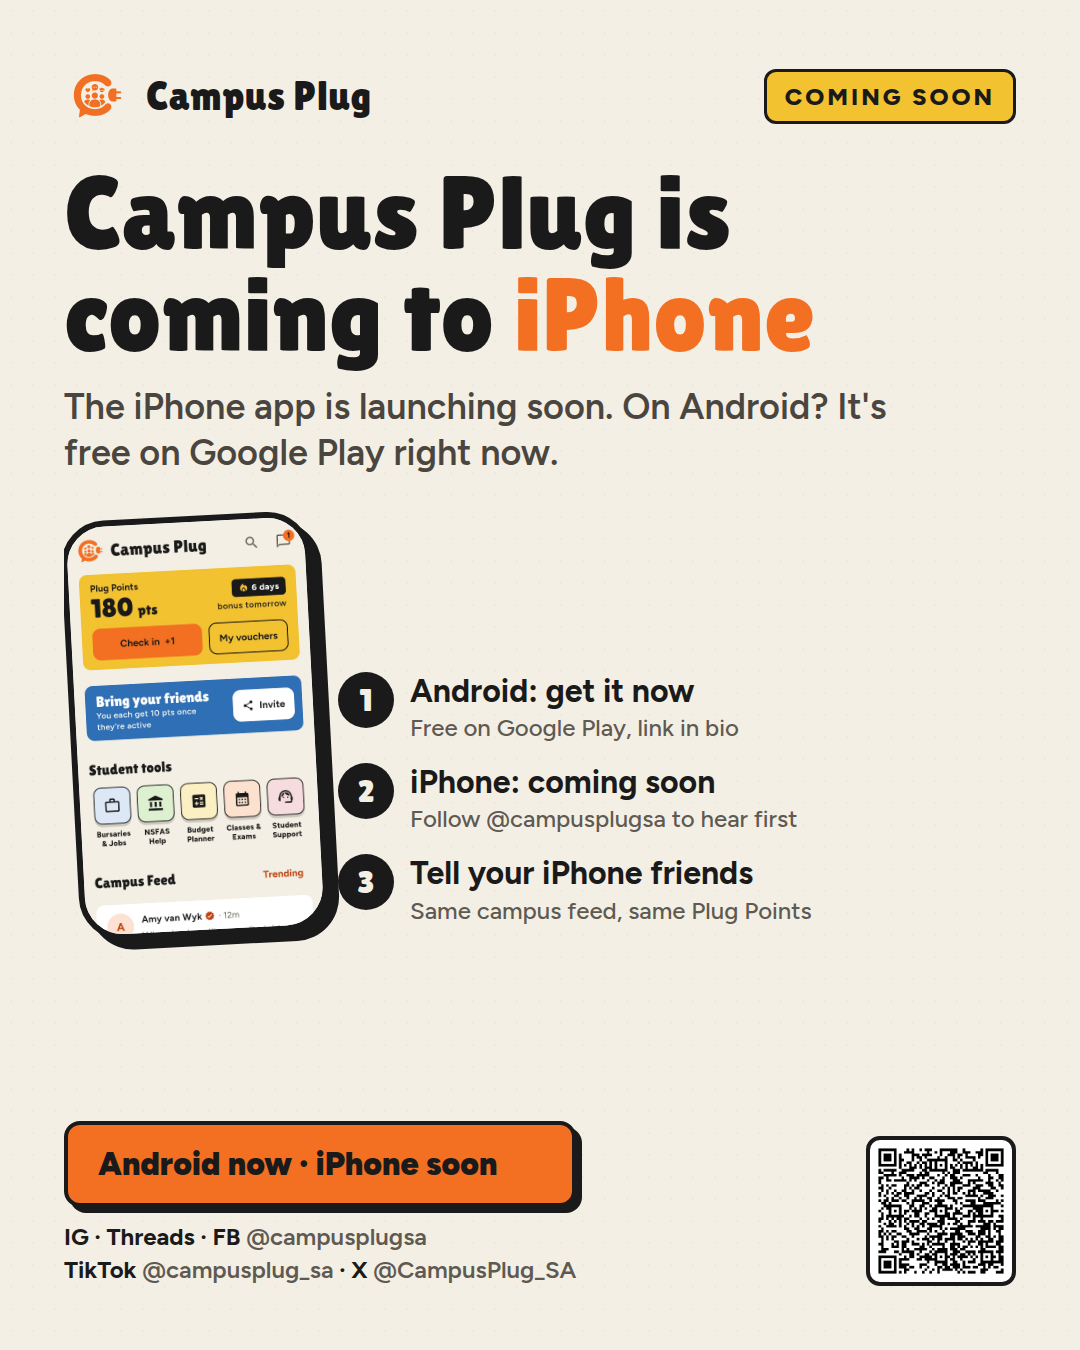 Campus Plug
COMING SOON
Campus Plug is
coming to iPhone
The iPhone app is launching soon. On Android? It's
free on Google Play right now.
Campus Plug
1
Plug Points
180 pts
6 days
bonus tomorrow
Check in +1
My vouchers
Bring your friends
You each get 10 pts once
they're active
Invite
Student tools
Bursaries
& Jobs
NSFAS
Help
Budget
Planner
Classes &
Exams
Student
Support
Campus Feed
Trending
A
Amy van Wyk · 12m
1
Android: get it now
Free on Google Play, link in bio
2
iPhone: coming soon
Follow @campusplugsa to hear first
3
Tell your iPhone friends
Same campus feed, same Plug Points
Android now · iPhone soon
IG · Threads · FB @campusplugsa
TikTok @campusplug_sa · X @CampusPlug_SA